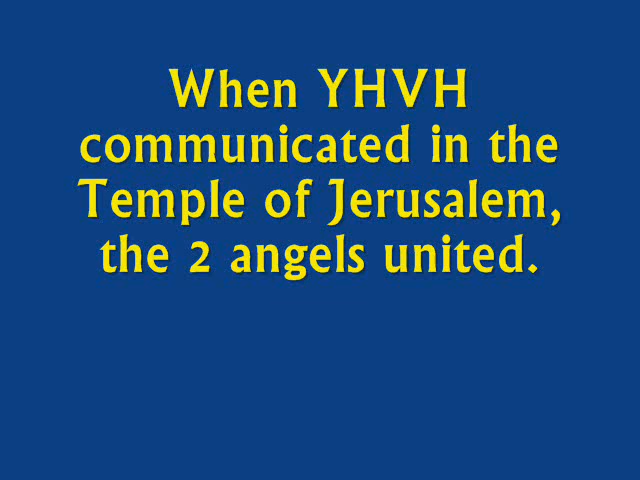 When YHVH
communicated in the
Temple of Jerusalem,
the 2 angels united.